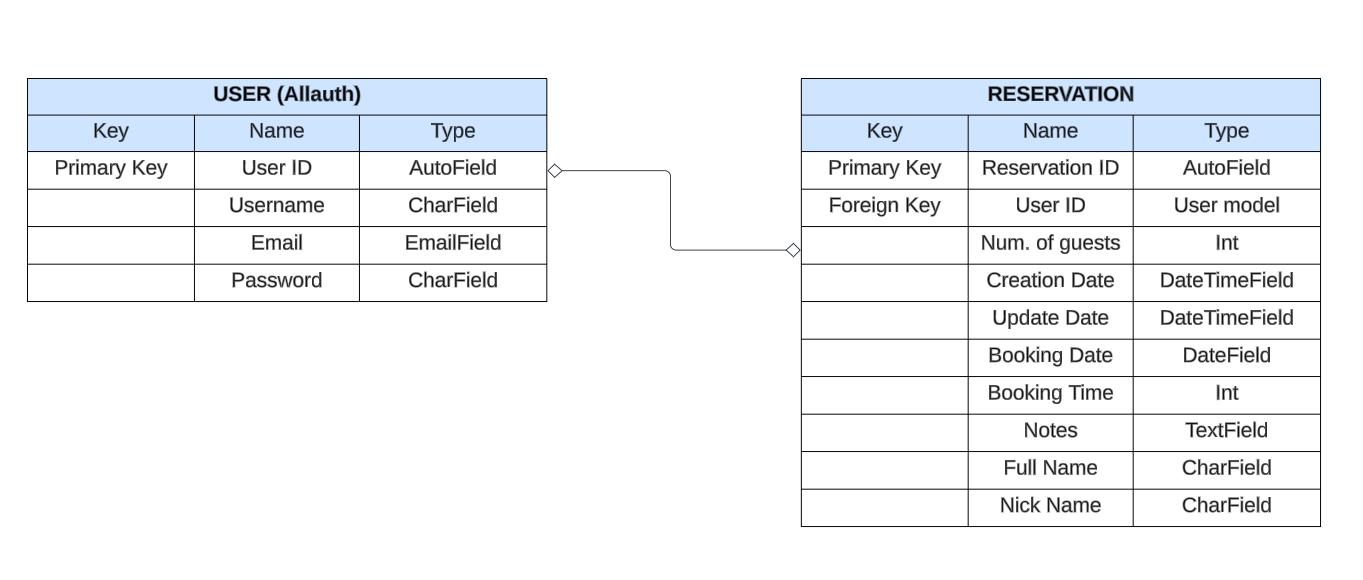 USER (Allauth)
Key Name Type
Primary Key User ID AutoField
Username CharField
Email EmailField
Password CharField
RESERVATION
Key Name Type
Primary Key Reservation ID AutoField
Foreign Key User ID User model
Num. of guests Int
Creation Date DateTimeField
Update Date DateTimeField
Booking Date DateField
Booking Time Int
Notes TextField
Full Name CharField
Nick Name CharField